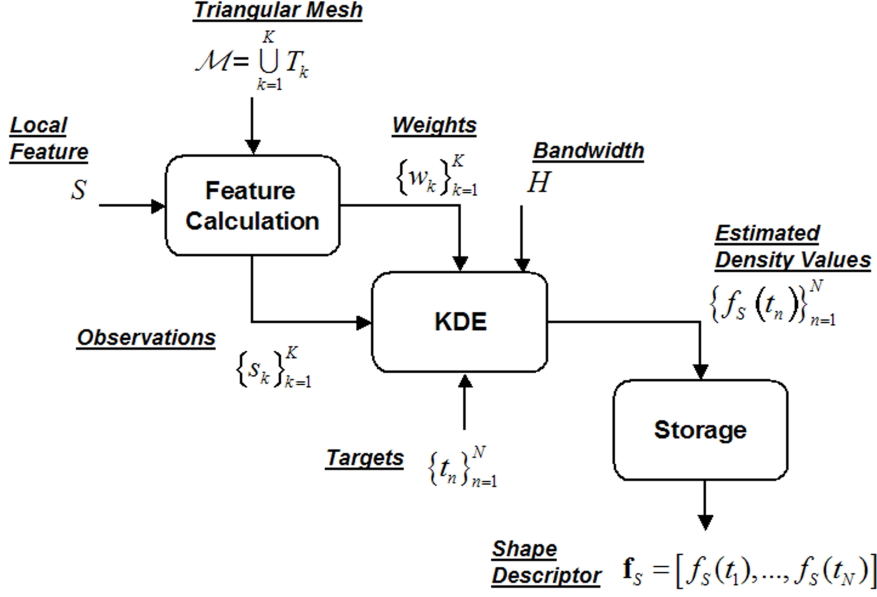 Triangular Mesh
ℳ = ⋃_{k=1}^{K} T_k
Local
Feature
S
Feature
Calculation
Weights
{w_k}_{k=1}^{K}
Bandwidth
H
Observations
{s_k}_{k=1}^{K}
KDE
Targets
{t_n}_{n=1}^{N}
Estimated
Density Values
{f_S(t_n)}_{n=1}^{N}
Storage
Shape
Descriptor
𝐟_S = [f_S(t_1),..., f_S(t_N)]